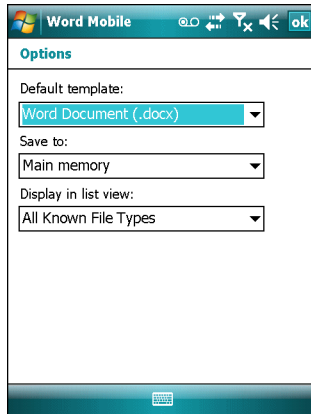 Word Mobile ok
Options
Default template:
Word Document (.docx)
Save to:
Main memory
Display in list view:
All Known File Types